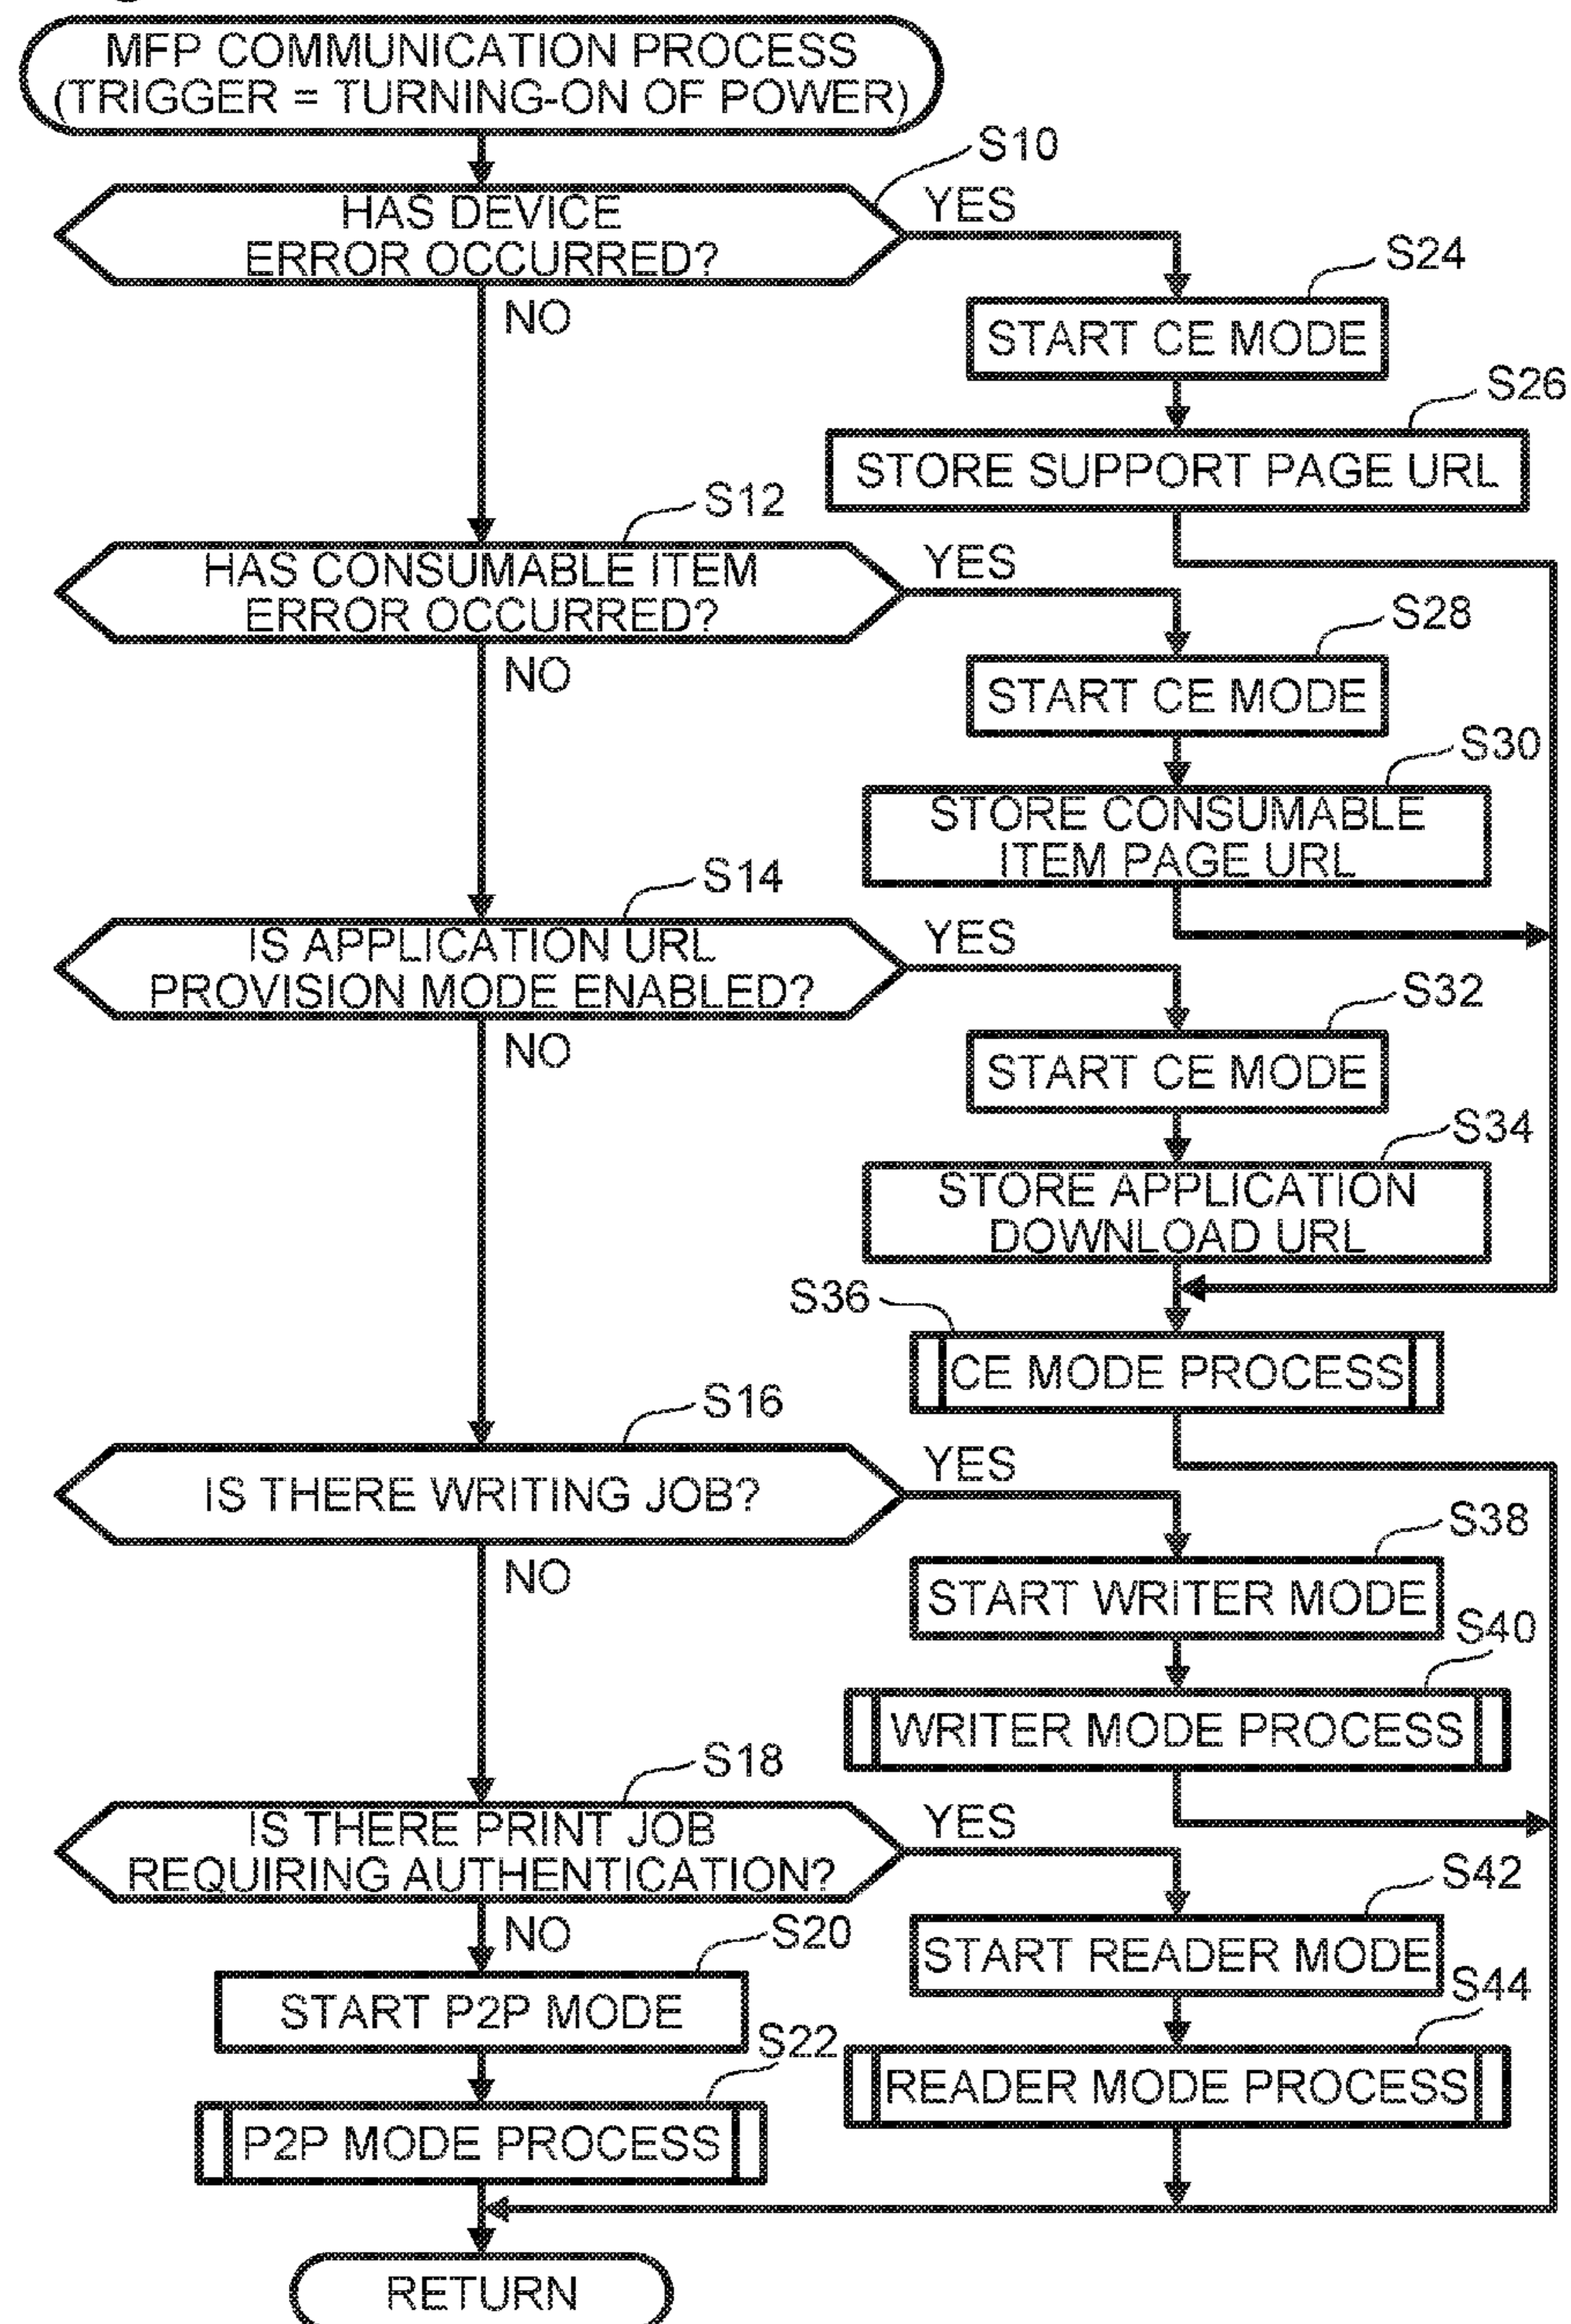 MFP COMMUNICATION PROCESS
(TRIGGER = TURNING-ON OF POWER)
S10
HAS DEVICE
ERROR OCCURRED?
YES
NO
S24
START CE MODE
S26
STORE SUPPORT PAGE URL
S12
HAS CONSUMABLE ITEM
ERROR OCCURRED?
YES
NO
S28
START CE MODE
S30
STORE CONSUMABLE
ITEM PAGE URL
S14
IS APPLICATION URL
PROVISION MODE ENABLED?
YES
NO
S32
START CE MODE
S34
STORE APPLICATION
DOWNLOAD URL
S36
CE MODE PROCESS
S16
IS THERE WRITING JOB?
YES
NO
S38
START WRITER MODE
S40
WRITER MODE PROCESS
S18
IS THERE PRINT JOB
REQUIRING AUTHENTICATION?
YES
NO
S42
START READER MODE
S44
READER MODE PROCESS
S20
START P2P MODE
S22
P2P MODE PROCESS
RETURN